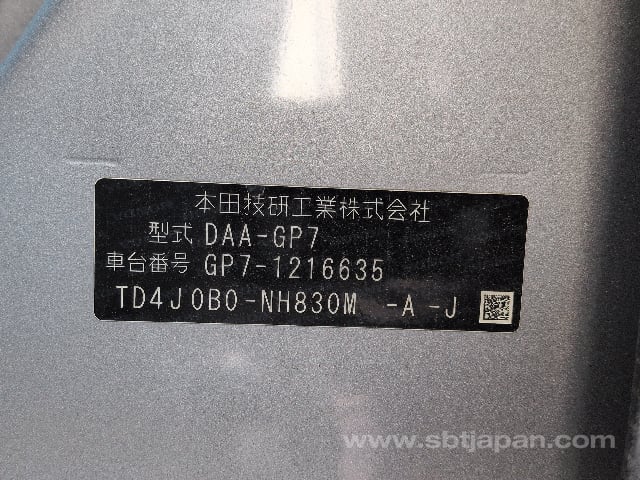 本田技研工業株式会社
型式 DAA-GP7
車台番号 GP7-1216635
TD4J0B0-NH830M -A -J
www.sbtjapan.com